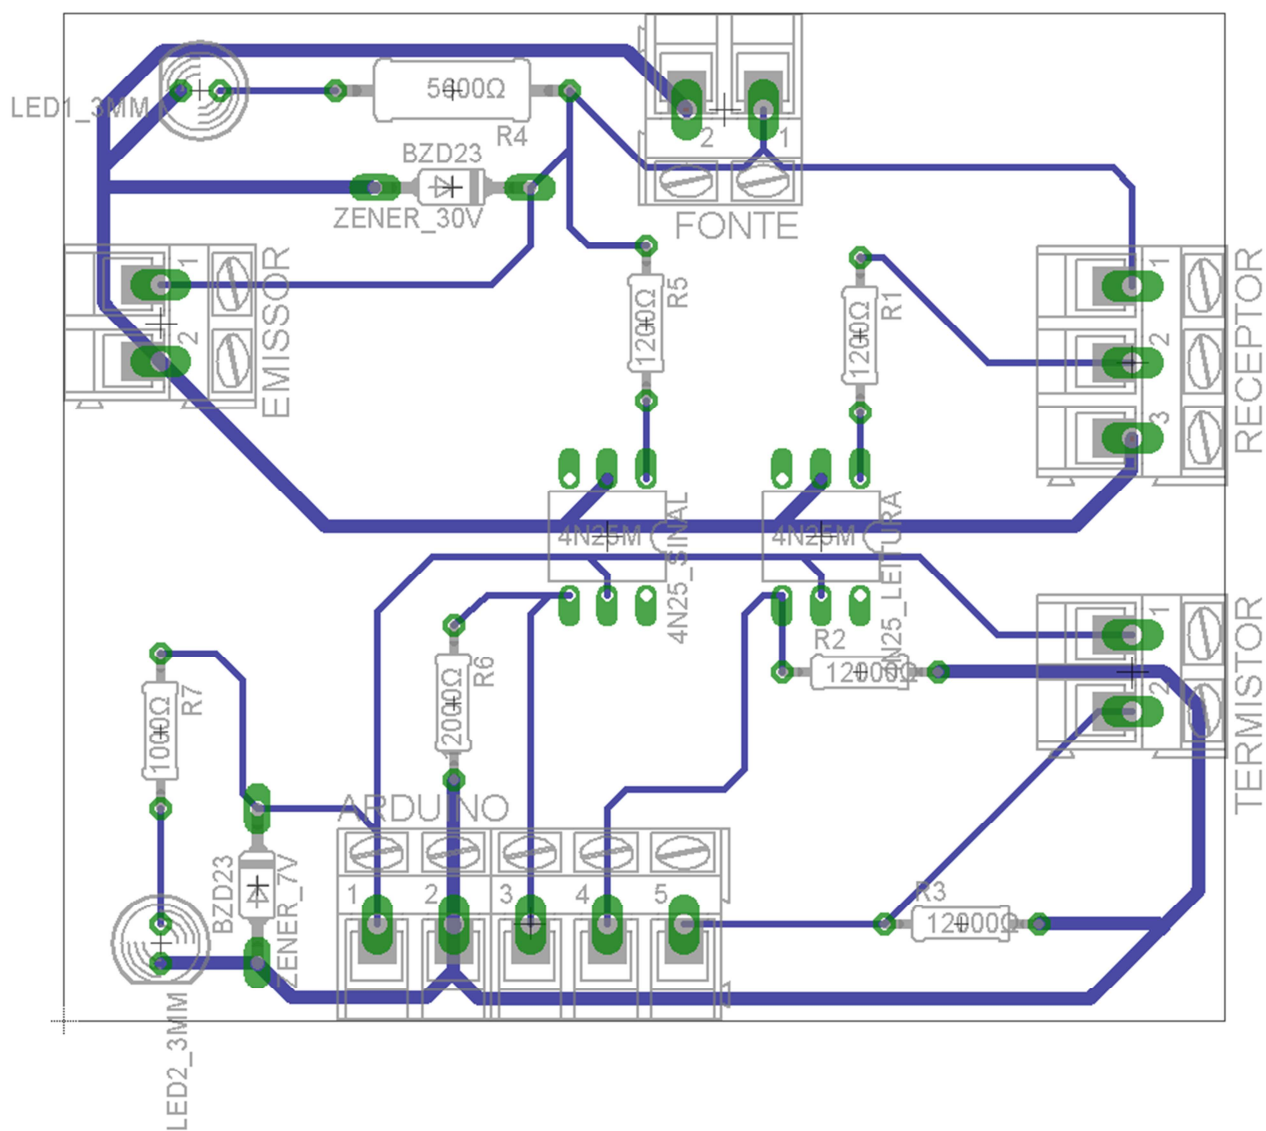 LED1_3MM
5600Ω
R4
2
1
BZD23
ZENER_30V
FONTE
EMISSOR
1
2
1200Ω
R5
1200Ω
R1
RECEPTOR
1
2
3
4N25M
4N25_SINAL
4N25M
4N25_LEITURA
R2
12000Ω
1
2
TERMISTOR
R7
1000Ω
R6
2000Ω
ARDUINO
BZD23
ZENER_7V
1
2
3
4
5
R3
12000Ω
LED2_3MM